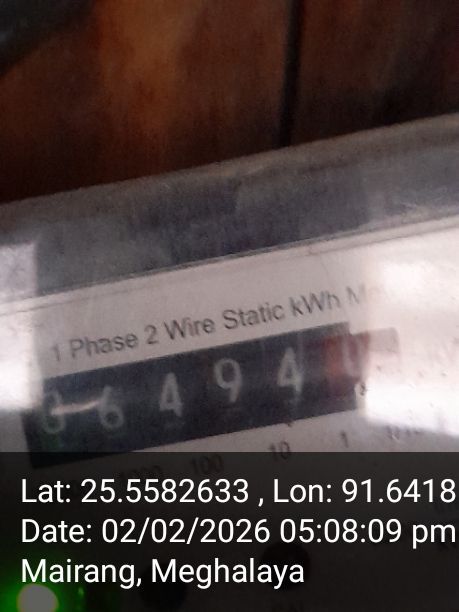 1 Phase 2 Wire Static kWh
36494
100 10 1
Lat: 25.5582633 , Lon: 91.6418
Date: 02/02/2026 05:08:09 pm
Mairang, Meghalaya